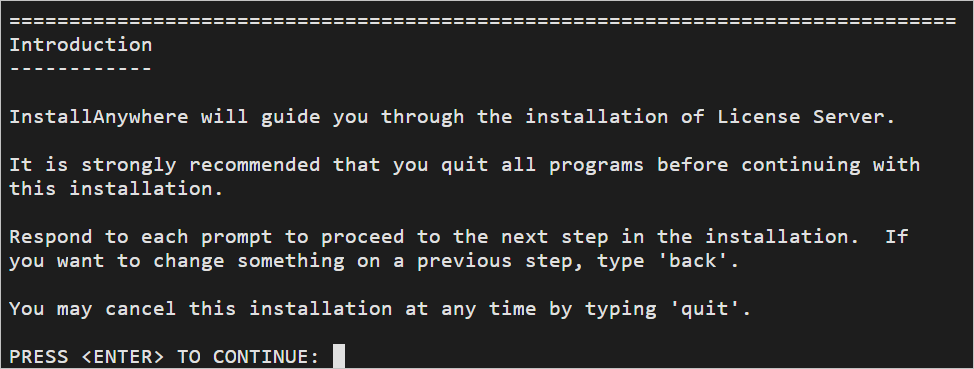 ===============================================================================
Introduction
------------
InstallAnywhere will guide you through the installation of License Server.
It is strongly recommended that you quit all programs before continuing with
this installation.
Respond to each prompt to proceed to the next step in the installation.  If
you want to change something on a previous step, type 'back'.
You may cancel this installation at any time by typing 'quit'.
PRESS <ENTER> TO CONTINUE: